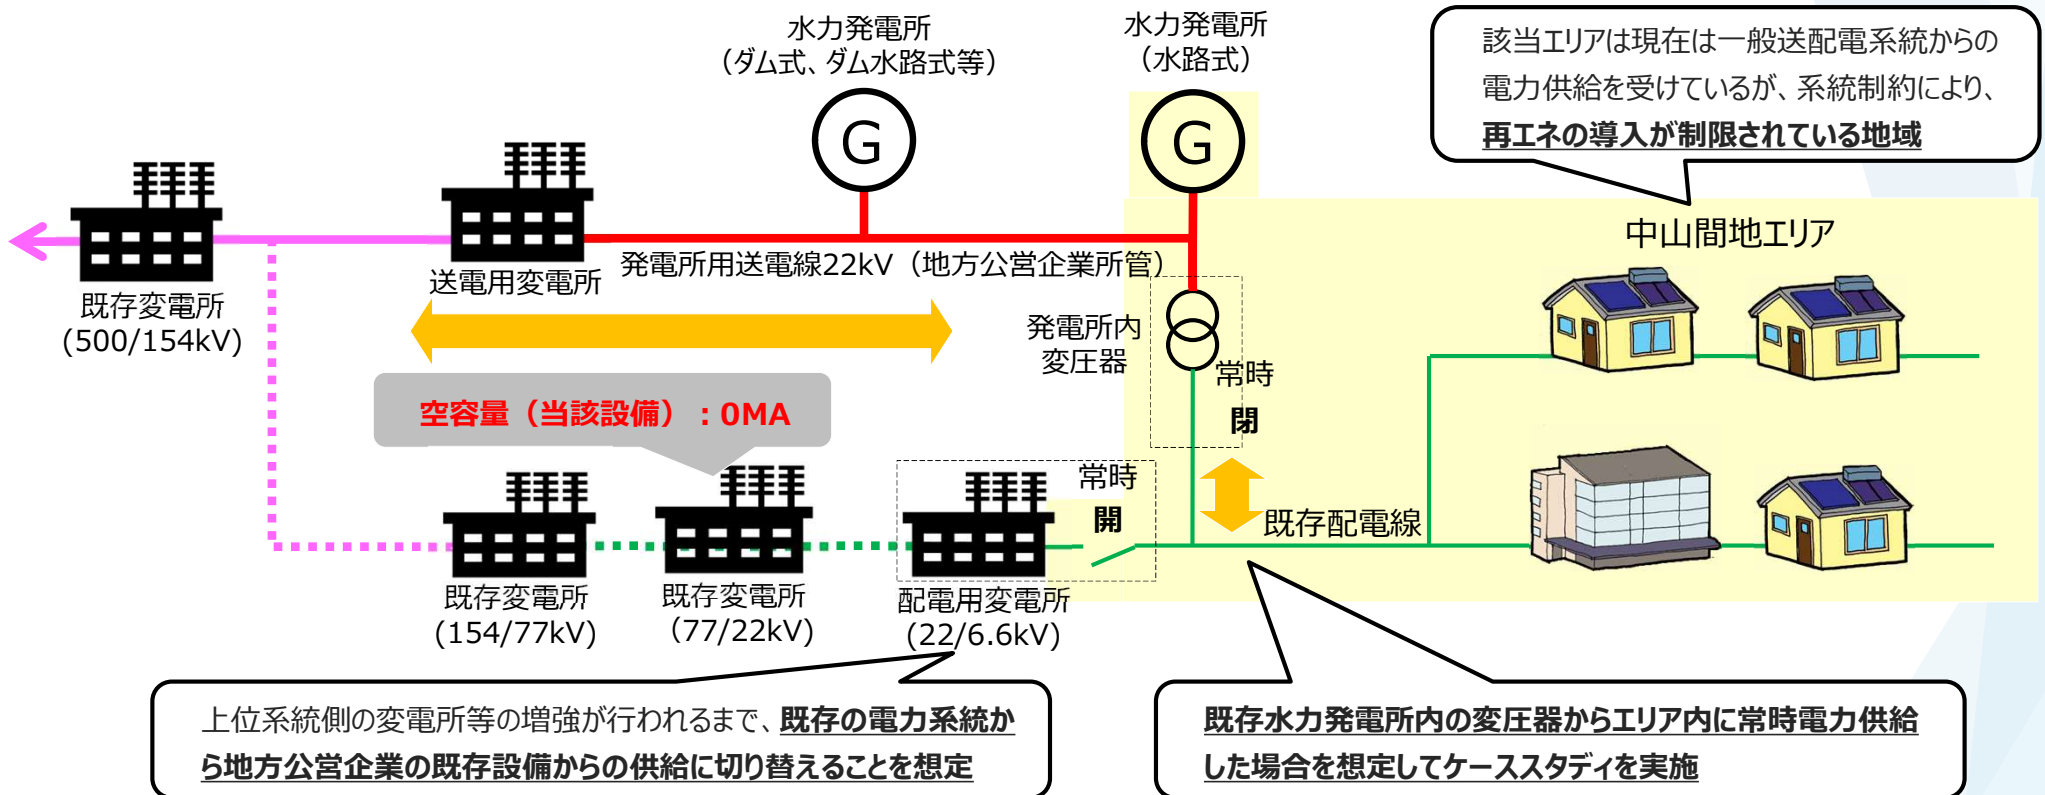 水力発電所
（ダム式、ダム水路式等）
水力発電所
（水路式）
該当エリアは現在は一般送配電系統からの
電力供給を受けているが、系統制約により、
再エネの導入が制限されている地域
G
G
中山間地エリア
発電所用送電線22kV（地方公営企業所管）
送電用変電所
既存変電所
(500/154kV)
発電所内
変圧器
常時
閉
空容量（当該設備）：0MA
常時
開
既存配電線
既存変電所
(154/77kV)
既存変電所
（77/22kV)
配電用変電所
（22/6.6kV)
上位系統側の変電所等の増強が行われるまで、既存の電力系統か
ら地方公営企業の既存設備からの供給に切り替えることを想定
既存水力発電所内の変圧器からエリア内に常時電力供給
した場合を想定してケーススタディを実施